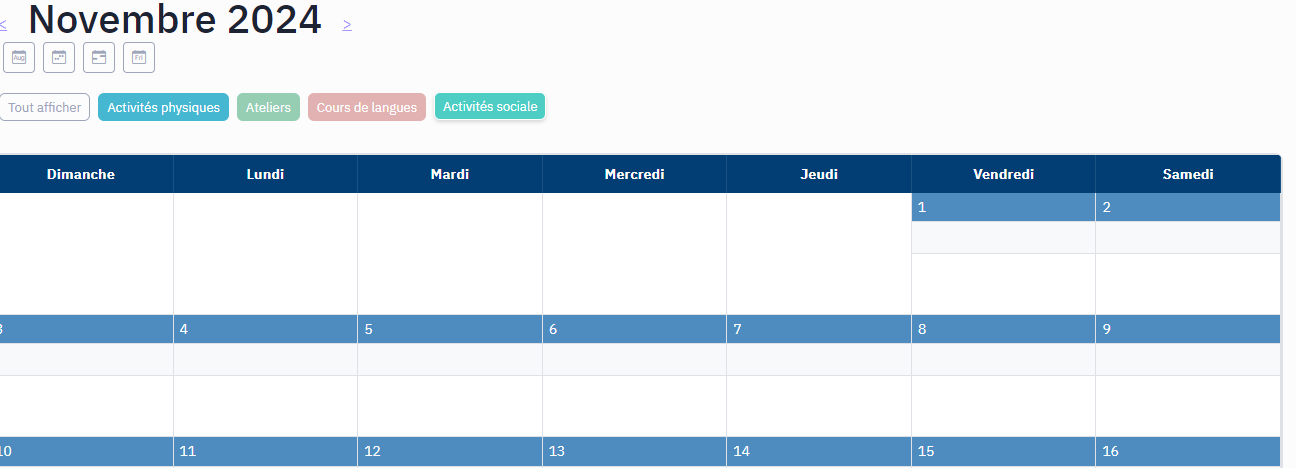 < Novembre 2024 >
Aug Fri
Tout afficher Activités physiques Ateliers Cours de langues Activités sociale
Dimanche Lundi Mardi Mercredi Jeudi Vendredi Samedi
1 2
3 4 5 6 7 8 9
10 11 12 13 14 15 16